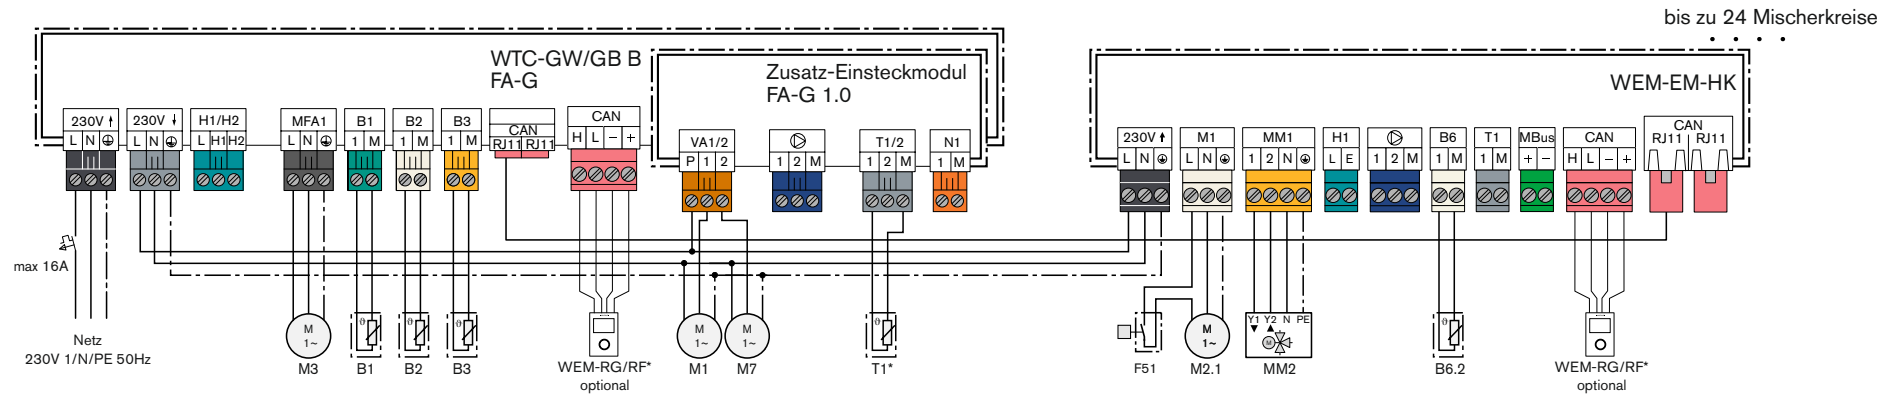 bis zu 24 Mischerkreise
WTC-GW/GB B
FA-G
Zusatz-Einsteckmodul
FA-G 1.0
WEM-EM-HK
230V
L N
230V
L N
H1/H2
L H1 H2
MFA1
L N
B1
1 M
B2
1 M
B3
1 M
CAN
RJ11 RJ11
CAN
H L − +
VA1/2
P 1 2
1 2 M
T1/2
1 2 M
N1
1 M
230V
L N
M1
L N
MM1
1 2 N
H1
L E
1 2 M
B6
1 M
T1
1 M
MBus
+ −
CAN
H L − +
CAN
RJ11 RJ11
max 16A
Netz
230V 1/N/PE 50Hz
M
1~
M3
ϑ
B1
ϑ
B2
ϑ
B3
WEM-RG/RF*
optional
M
1~
M1
M
1~
M7
ϑ
T1*
F51
M
1~
M2.1
Y1 Y2 N PE
M
MM2
ϑ
B6.2
WEM-RG/RF*
optional